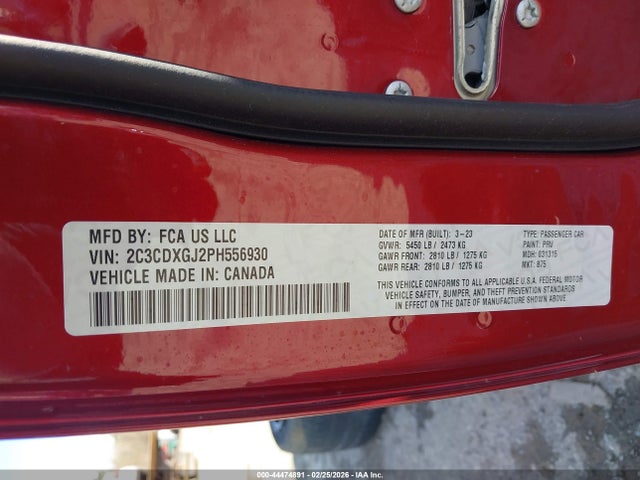 MFD BY: FCA US LLC
VIN: 2C3CDXGJ2PH556930
VEHICLE MADE IN: CANADA
DATE OF MFR (BUILT): 3-23
GVWR: 5450 LB / 2473 KG
GAWR FRONT: 2810 LB / 1275 KG
GAWR REAR: 2810 LB / 1275 KG
TYPE: PASSENGER CAR
PAINT: PRV
MDH: 031315
MKT: 875
THIS VEHICLE CONFORMS TO ALL APPLICABLE U.S.A. FEDERAL MOTOR
VEHICLE SAFETY, BUMPER, AND THEFT PREVENTION STANDARDS
IN EFFECT ON THE DATE OF MANUFACTURE SHOWN ABOVE
000-44474891 - 02/25/2026 - IAA Inc.